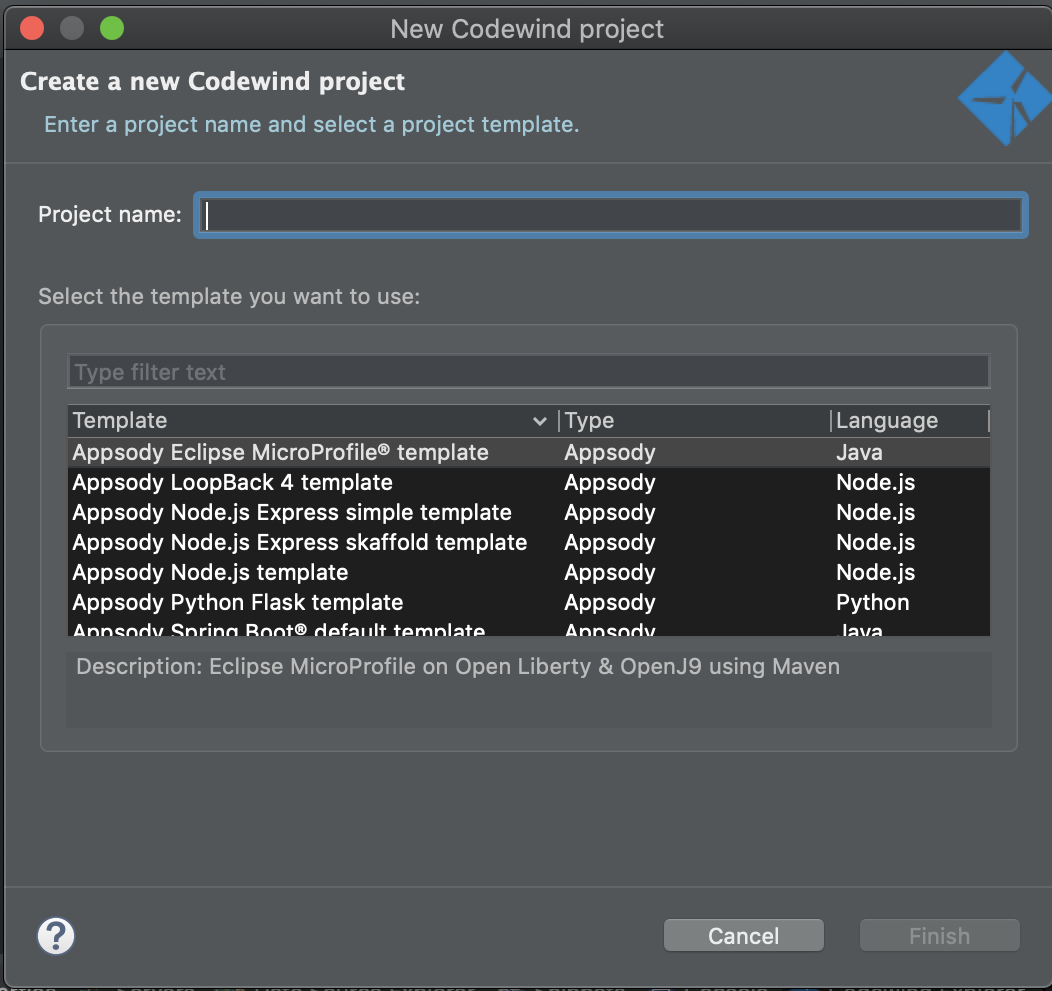 New Codewind project
Create a new Codewind project
Enter a project name and select a project template.
Project name:
Select the template you want to use:
Type filter text
Template Type Language
Appsody Eclipse MicroProfile® template Appsody Java
Appsody LoopBack 4 template Appsody Node.js
Appsody Node.js Express simple template Appsody Node.js
Appsody Node.js Express skaffold template Appsody Node.js
Appsody Node.js template Appsody Node.js
Appsody Python Flask template Appsody Python
Appsody Spring Boot® default template Appsody Java
Description: Eclipse MicroProfile on Open Liberty & OpenJ9 using Maven
?
Cancel Finish